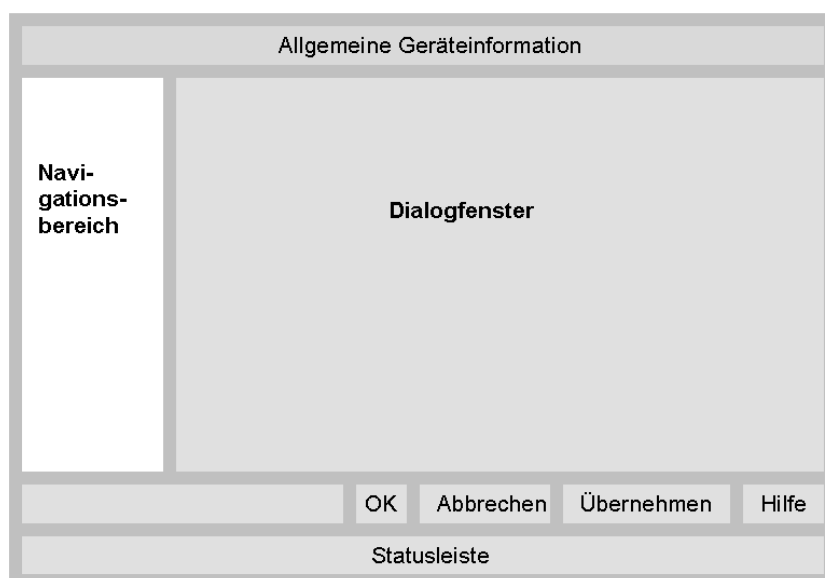 Allgemeine Geräteinformation
Navi-
gations-
bereich
Dialogfenster
OK Abbrechen Übernehmen Hilfe
Statusleiste